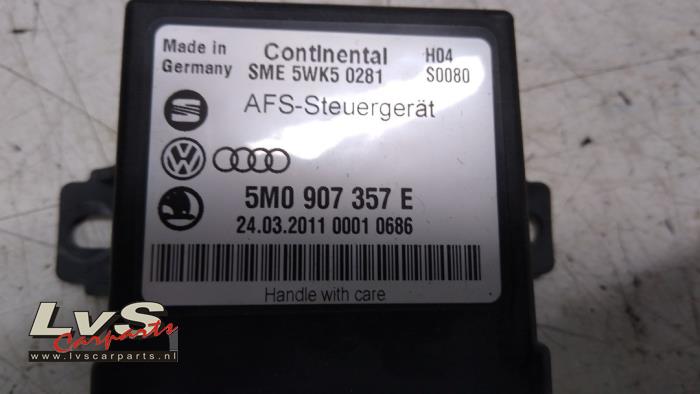 Made in Germany
Continental
SME 5WK5 0281
H04
S0080
AFS-Steuergerät
5M0 907 357 E
24.03.2011 0001 0686
Handle with care
LvS
Carparts
www.lvscarparts.nl